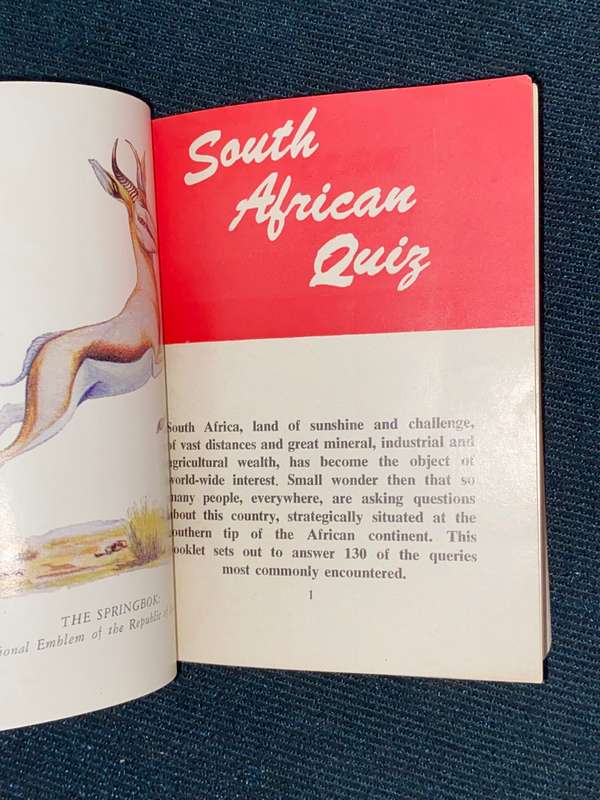 THE SPRINGBOK:
Emblem of the Republic of
South
African
Quiz
South Africa, land of sunshine and challenge,
of vast distances and great mineral, industrial and
agricultural wealth, has become the object of
world-wide interest. Small wonder then that so
many people, everywhere, are asking questions
about this country, strategically situated at the
southern tip of the African continent. This
booklet sets out to answer 130 of the queries
most commonly encountered.
1